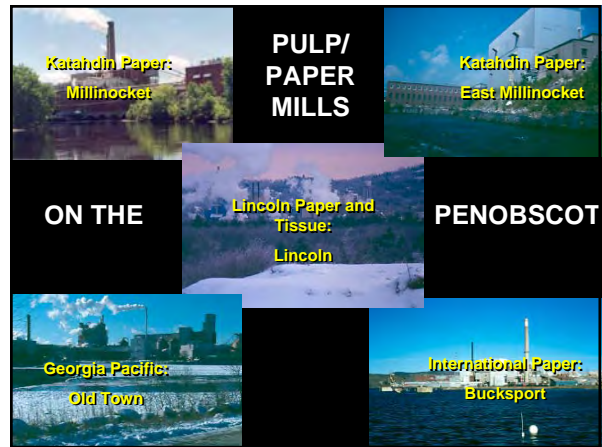 Katahdin Paper:
Millinocket
PULP/
PAPER
MILLS
Katahdin Paper:
East Millinocket
ON THE
Lincoln Paper and
Tissue:
Lincoln
PENOBSCOT
Georgia Pacific:
Old Town
International Paper:
Bucksport